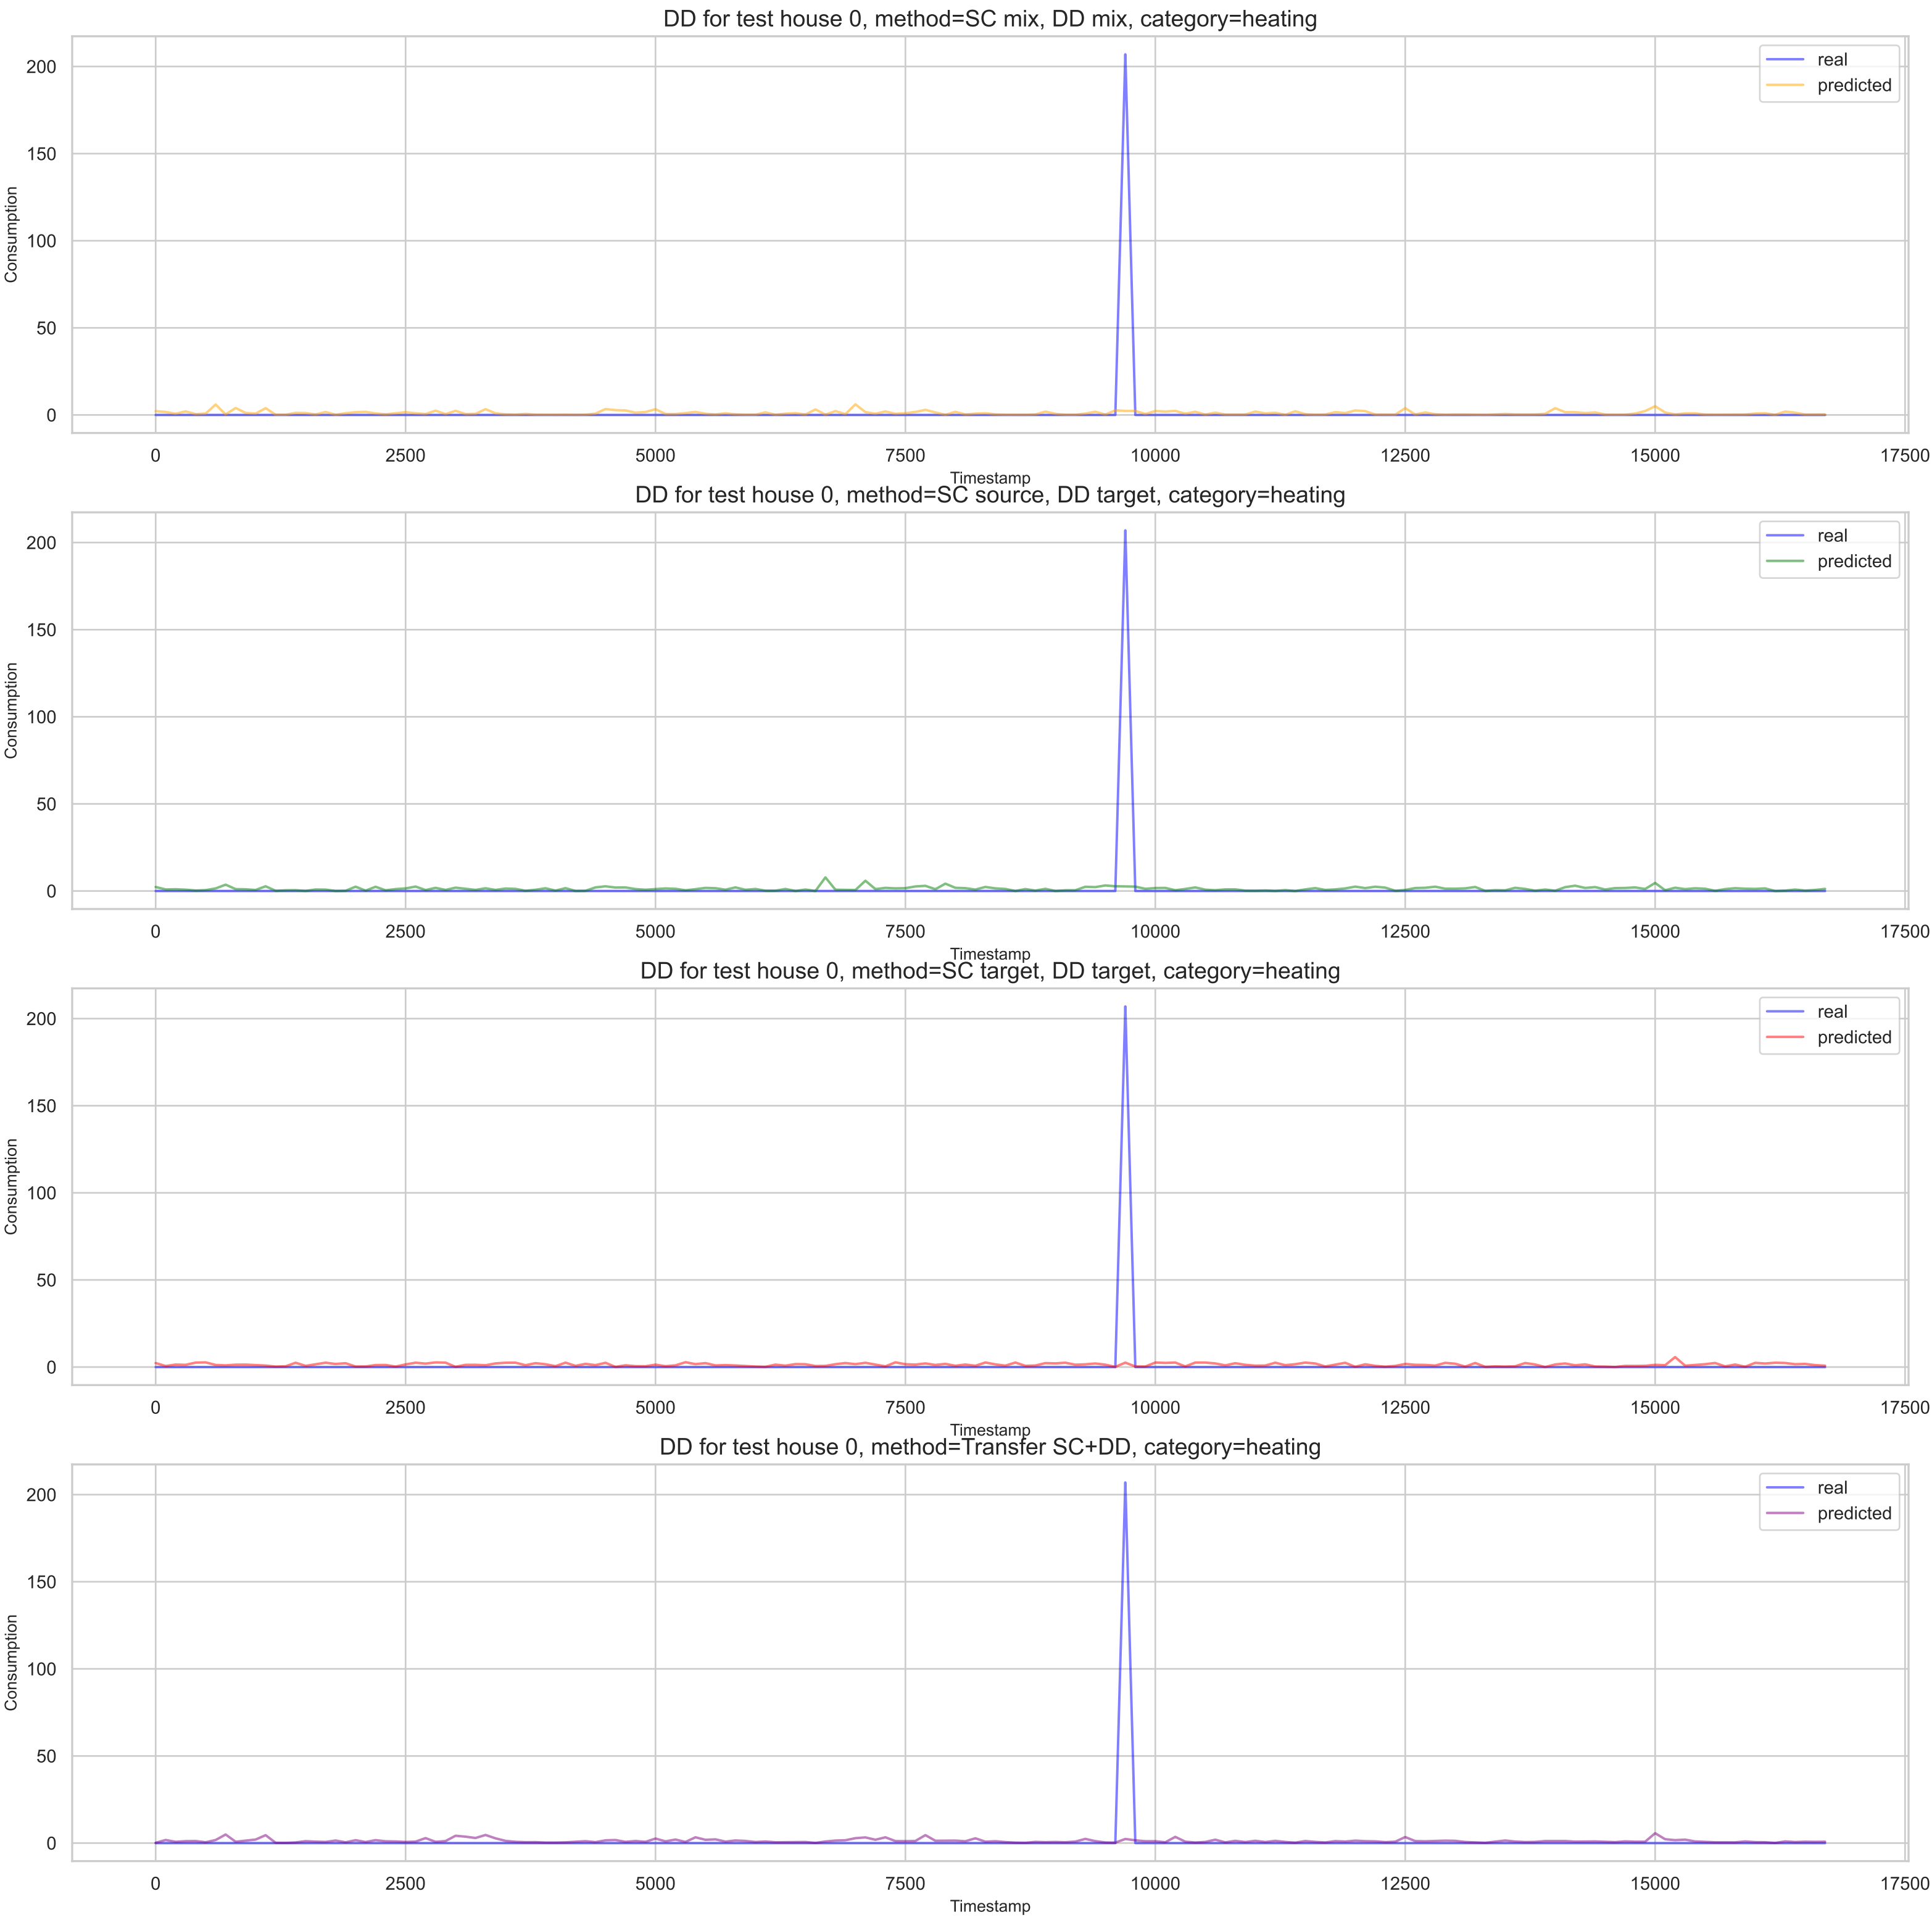 DD for test house 0, method=SC mix, DD mix, category=heating
200
150
100
50
0
Consumption
real
predicted
0 2500 5000 7500 10000 12500 15000 17500
Timestamp
DD for test house 0, method=SC source, DD target, category=heating
200
150
100
50
0
Consumption
real
predicted
0 2500 5000 7500 10000 12500 15000 17500
Timestamp
DD for test house 0, method=SC target, DD target, category=heating
200
150
100
50
0
Consumption
real
predicted
0 2500 5000 7500 10000 12500 15000 17500
Timestamp
DD for test house 0, method=Transfer SC+DD, category=heating
200
150
100
50
0
Consumption
real
predicted
0 2500 5000 7500 10000 12500 15000 17500
Timestamp